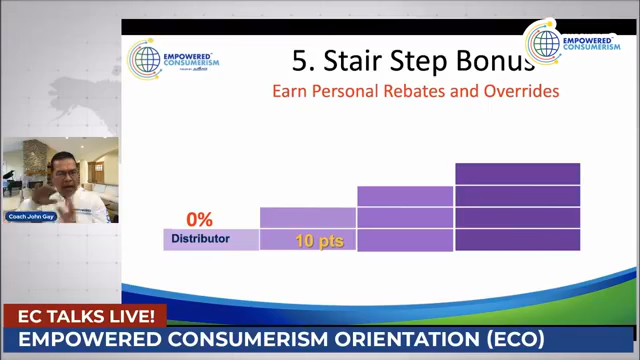 EMPOWERED
CONSUMERISM
5. Stair Step Bonus
EMPOWERED
CONSUMERISM
Earn Personal Rebates and Overrides
Coach John Gay
0%
Distributor
10 pts
EC TALKS LIVE!
EMPOWERED CONSUMERISM ORIENTATION (ECO)